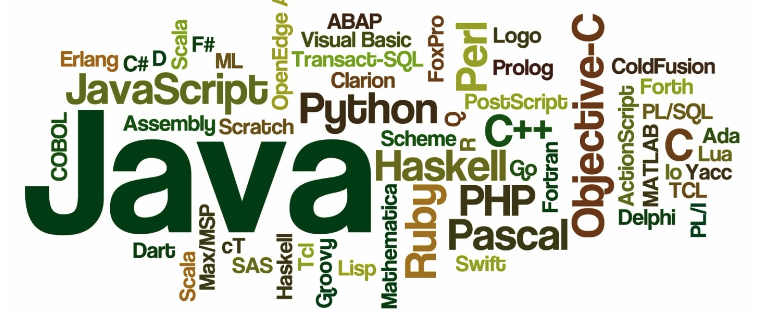 ABAP
Visual Basic
Transact-SQL
Clarion
Erlang
C#
D
Scala
F#
ML
OpenEdge A
FoxPro
Perl
Logo
Prolog
PostScript
Objective-C
ColdFusion
Forth
PL/SQL
JavaScript
Python
Q
COBOL
Assembly
Scratch
Scheme
R
C++
ActionScript
MATLAB
C
Ada
Lua
Java
Haskell
Go
Fortran
Io
Yacc
TCL
Mathematica
Ruby
PHP
Pascal
Delphi
PL/I
Dart
Scala
Max/MSP
cT
SAS
Haskell
Tcl
Groovy
Lisp
Swift